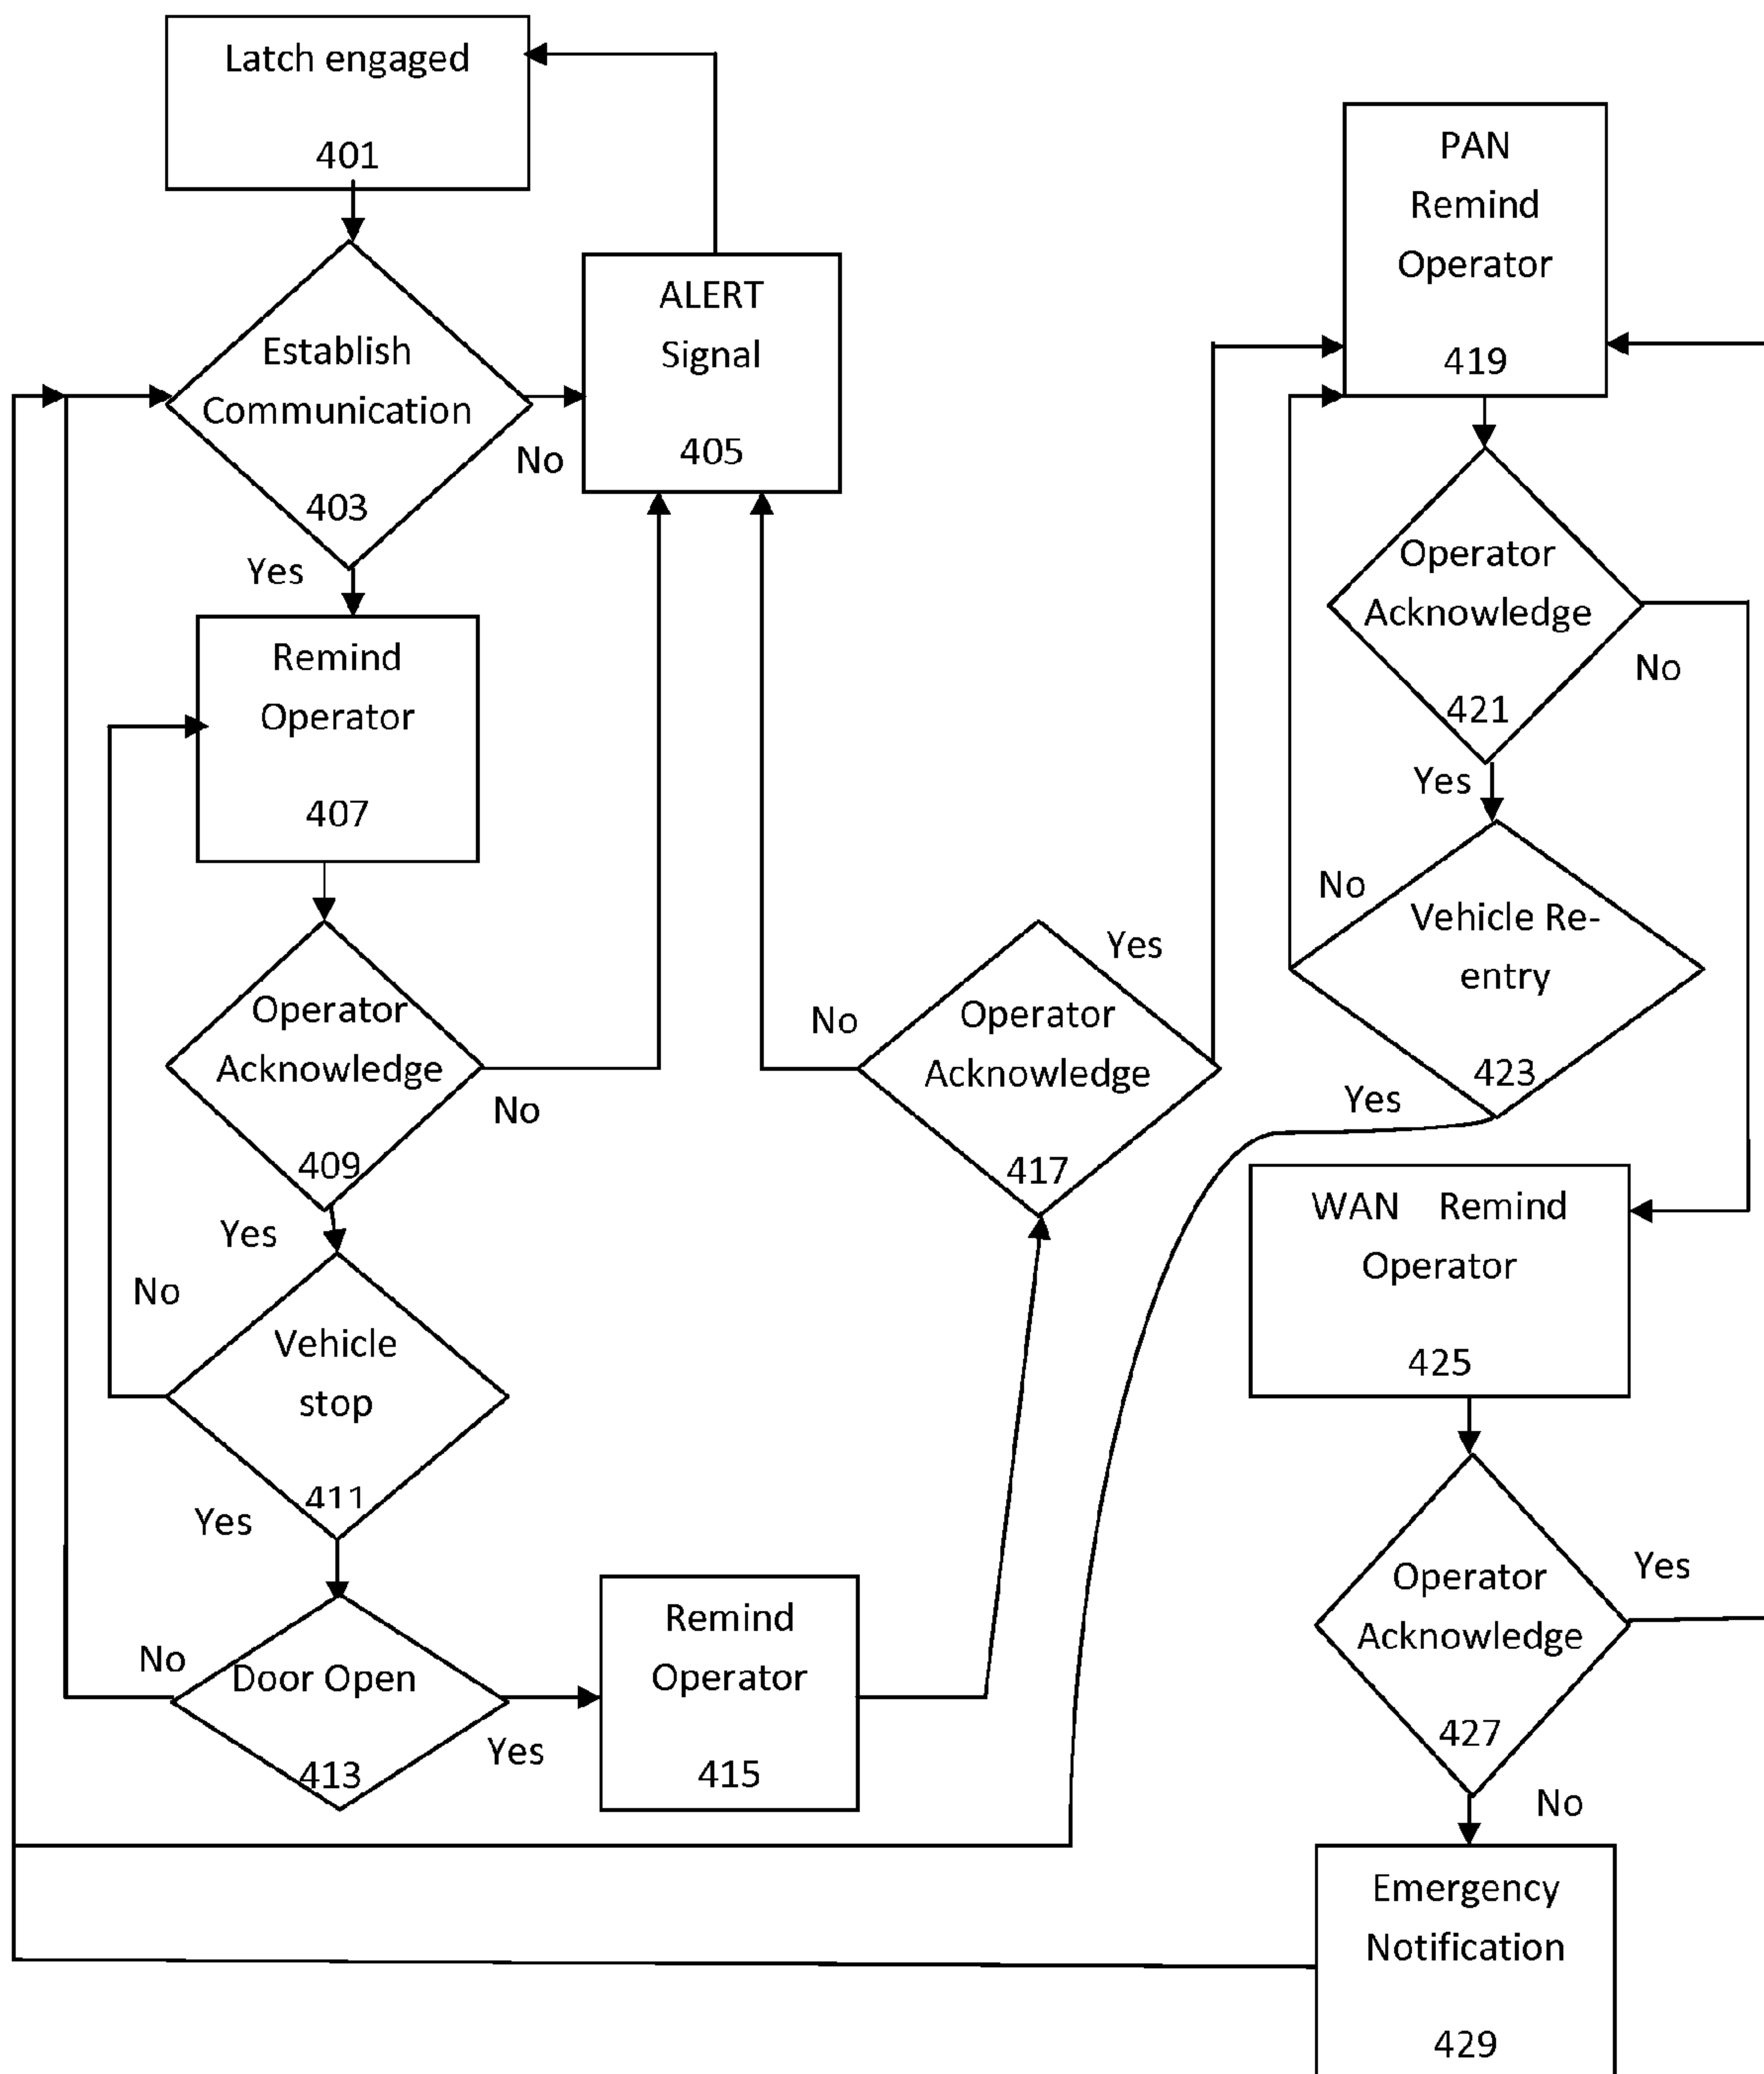 Latch engaged
401
Establish
Communication
403
No
Yes
ALERT
Signal
405
Remind
Operator
407
Operator
Acknowledge
409
No
Yes
No
Vehicle
stop
411
Yes
No
Door Open
413
Yes
Remind
Operator
415
No
Yes
Operator
Acknowledge
417
PAN
Remind
Operator
419
Operator
Acknowledge
421
No
Yes
No
Vehicle Re-
entry
423
Yes
WAN Remind
Operator
425
Operator
Acknowledge
427
Yes
No
Emergency
Notification
429